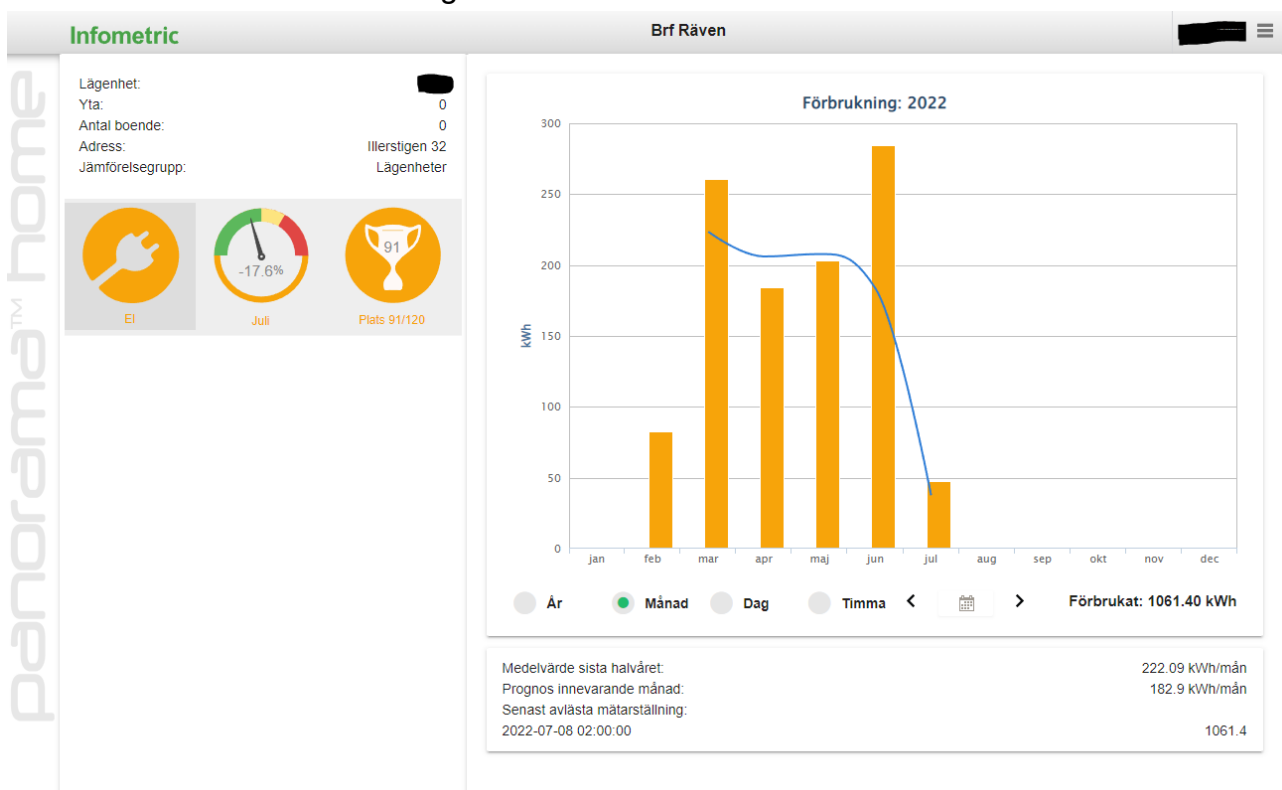 Infometric
Brf Räven
panorama™ home
Lägenhet:
Yta: 0
Antal boende: 0
Adress: Illerstigen 32
Jämförelsegrupp: Lägenheter
-17.6%
91
El
Juli
Plats 91/120
Förbrukning: 2022
300
250
200
150
100
50
0
kWh
jan feb mar apr maj jun jul aug sep okt nov dec
År Månad Dag Timma Förbrukat: 1061.40 kWh
Medelvärde sista halvåret: 222.09 kWh/mån
Prognos innevarande månad: 182.9 kWh/mån
Senast avlästa mätarställning:
2022-07-08 02:00:00 1061.4